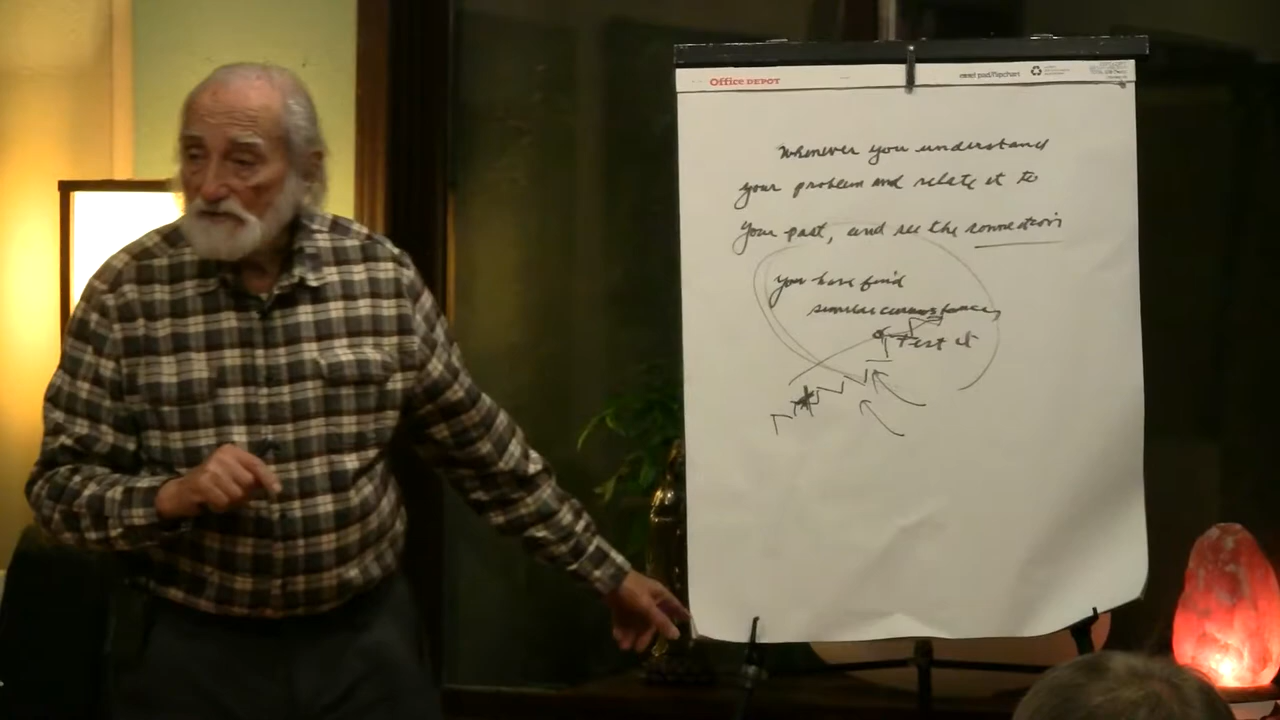 Office DEPOT
Whenever you understand
your problem and relate it to
your past, and see the connection
You have find
similar circumstances
Test it